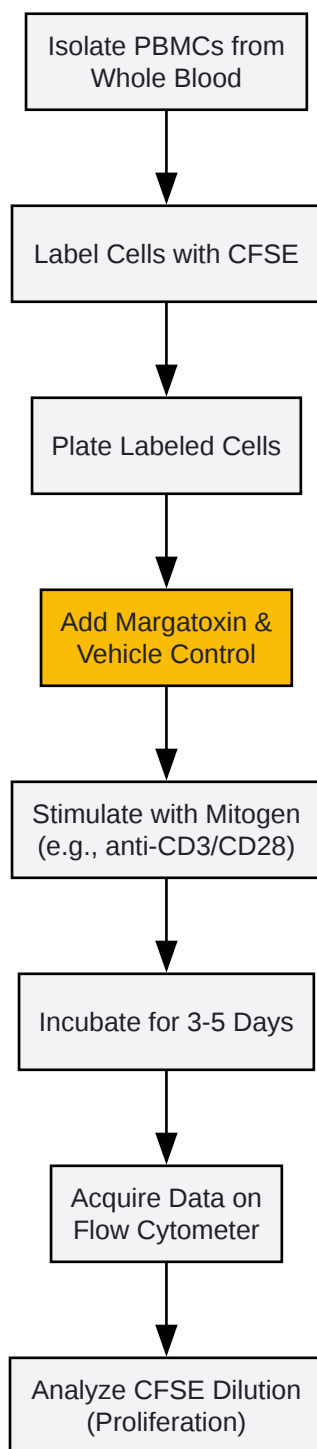 Isolate PBMCs from
Whole Blood
Label Cells with CFSE
Plate Labeled Cells
Add Margatoxin &
Vehicle Control
Stimulate with Mitogen
(e.g., anti-CD3/CD28)
Incubate for 3-5 Days
Acquire Data on
Flow Cytometer
Analyze CFSE Dilution
(Proliferation)